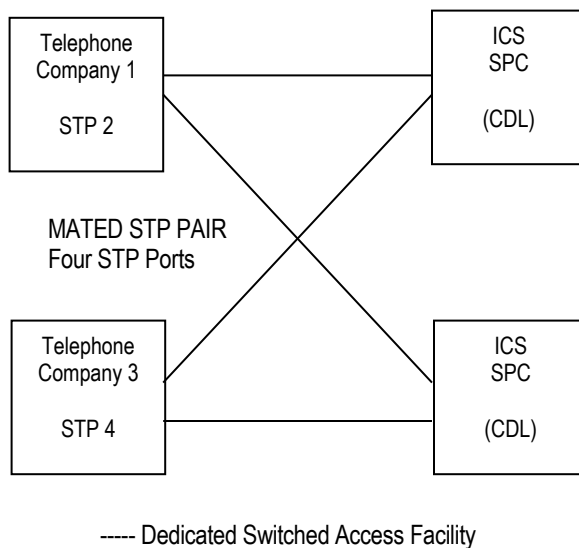 Telephone
Company 1
STP 2
ICS
SPC
(CDL)
MATED STP PAIR
Four STP Ports
Telephone
Company 3
STP 4
ICS
SPC
(CDL)
----- Dedicated Switched Access Facility